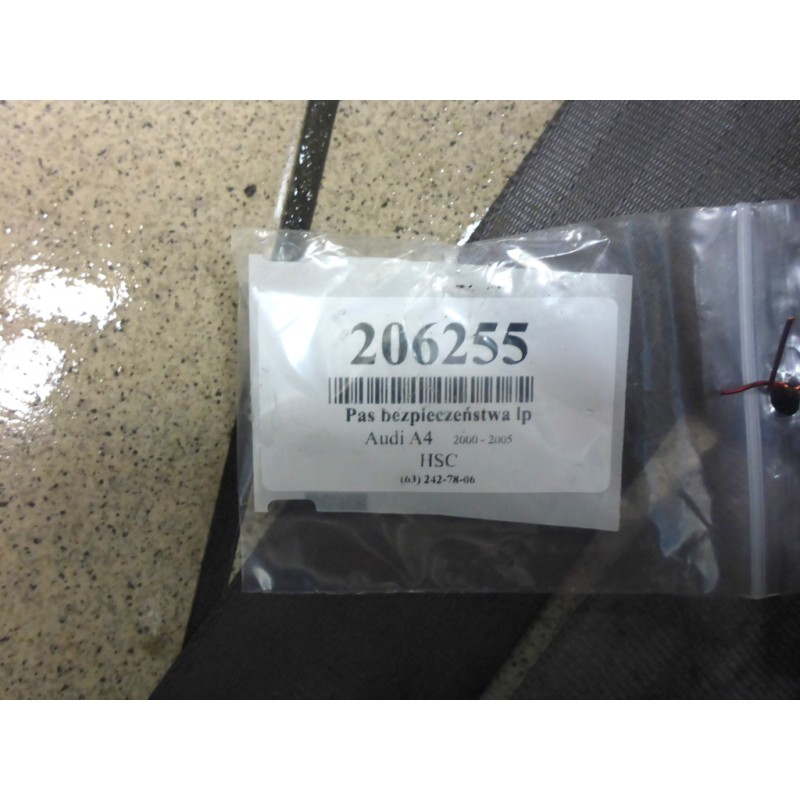 206255
Pas bezpieczeństwa lp
Audi A4 2000 - 2005
HSC
(63) 242-78-06